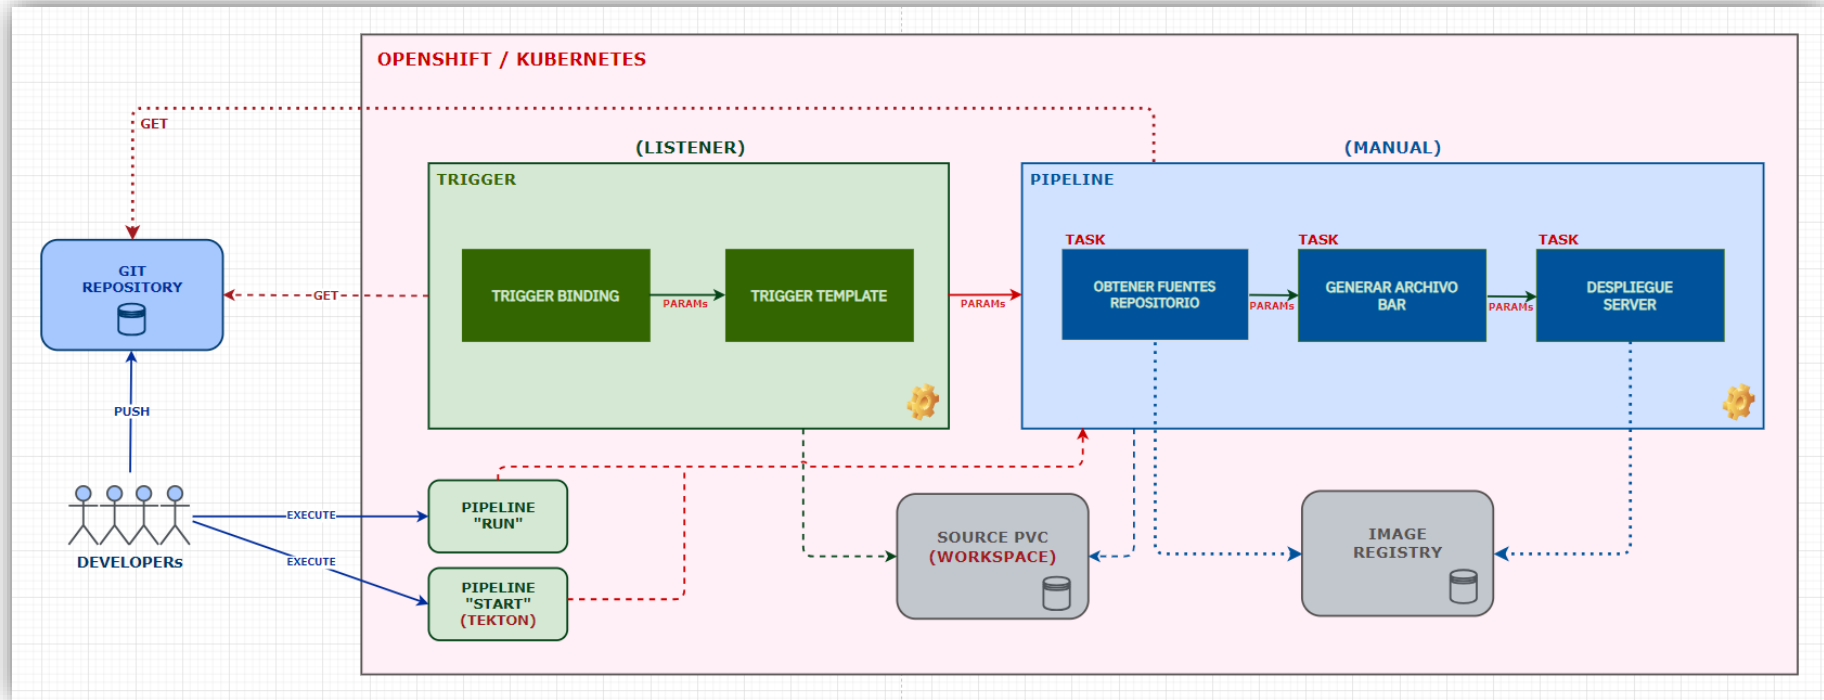 OPENSHIFT / KUBERNETES
GET
(LISTENER)
(MANUAL)
TRIGGER
PIPELINE
TASK
TASK
TASK
GIT
REPOSITORY
GET
TRIGGER BINDING
PARAMs
TRIGGER TEMPLATE
PARAMs
OBTENER FUENTES
REPOSITORIO
PARAMs
GENERAR ARCHIVO
BAR
PARAMs
DESPLIEGUE
SERVER
PUSH
DEVELOPERs
EXECUTE
EXECUTE
PIPELINE
"RUN"
PIPELINE
"START"
(TEKTON)
SOURCE PVC
(WORKSPACE)
IMAGE
REGISTRY